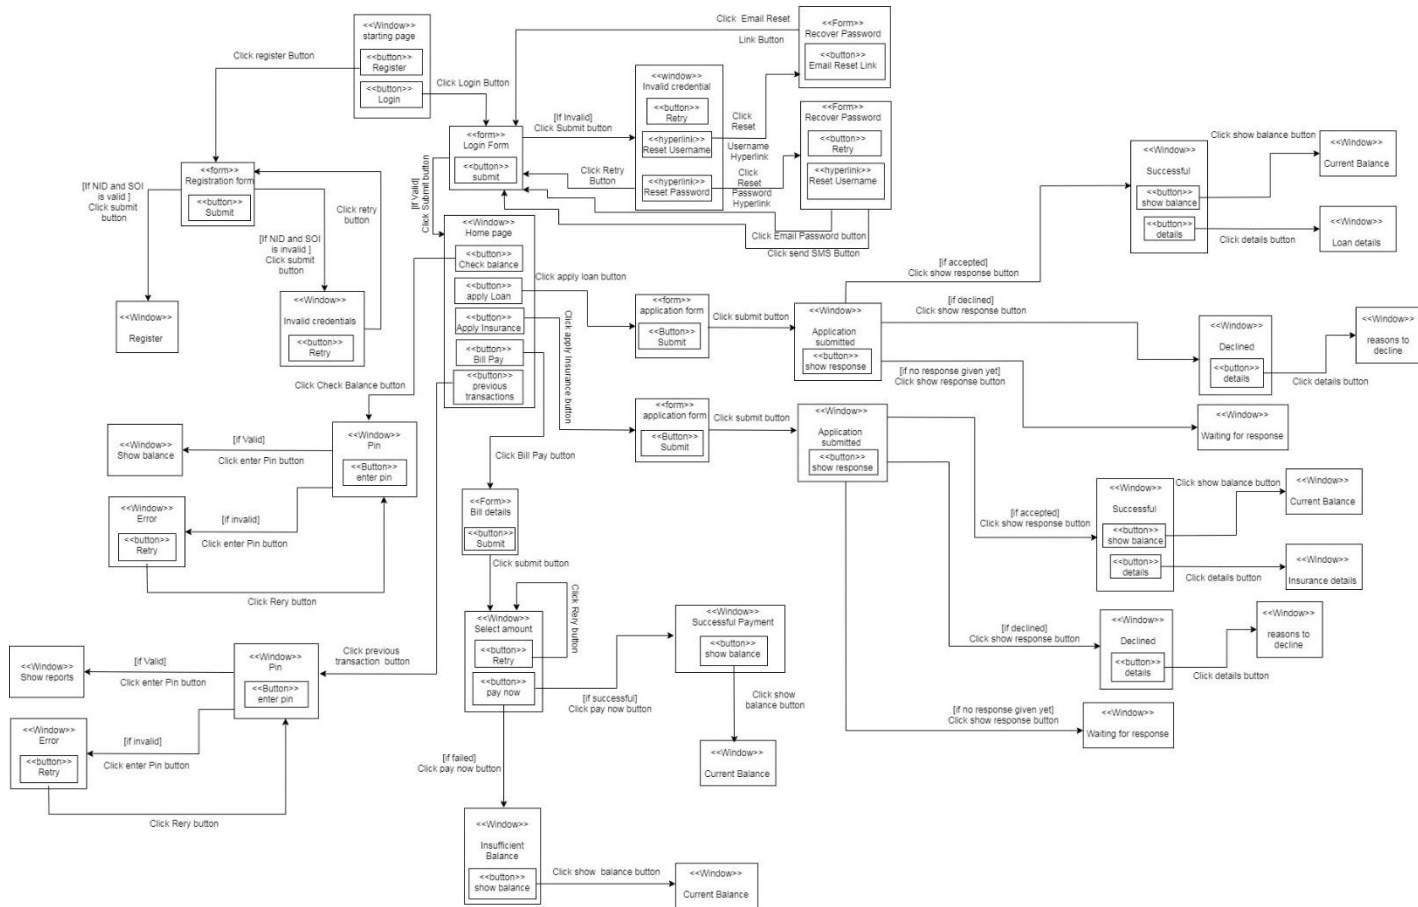 <<Window>>
starting page
<<button>>
Register
<<button>>
Login
Click register Button
Click Login Button
Click Email Reset
Link Button
<<Form>>
Recover Password
<<button>>
Email Reset Link
<<window>>
Invalid credential
<<button>>
Retry
<<hyperlink>>
Reset Username
<<hyperlink>>
Reset Password
Click
Reset
Username
Hyperlink
Click
Reset
Password
Hyperlink
<<Form>>
Recover Password
<<button>>
Retry
<<hyperlink>>
Reset Username
[if Invalid]
Click Submit button
Click Retry
Button
<<form>>
Login Form
<<button>>
submit
[if Valid]
Click Submit button
Click Email Password button
Click send SMS Button
<<form>>
Registration form
<<button>>
Submit
[If NID and SOI
is valid ]
Click submit
button
[If NID and SOI
is invalid ]
Click submit
button
Click retry
button
<<Window>>
Register
<<Window>>
Invalid credentials
<<button>>
Retry
<<Window>>
Home page
<<button>>
Check balance
<<button>>
apply Loan
<<button>>
Apply Insurance
<<button>>
Bill Pay
<<button>>
previous
transactions
Click apply loan button
Click apply Insurance button
Click Check Balance button
Click Bill Pay button
Click previous
transaction button
<<form>>
application form
<<Button>>
Submit
Click submit button
<<Window>>
Application
submitted
<<button>>
show response
[if accepted]
Click show response button
[if declined]
Click show response button
[if no response given yet]
Click show response button
<<Window>>
Successful
<<button>>
show balance
<<button>>
details
Click show balance button
<<Window>>
Current Balance
Click details button
<<Window>>
Loan details
<<Window>>
Declined
<<button>>
details
Click details button
<<Window>>
reasons to
decline
<<Window>>
Waiting for response
<<form>>
application form
<<Button>>
Submit
Click submit button
<<Window>>
Application
submitted
<<button>>
show response
[if accepted]
Click show response button
[if declined]
Click show response button
[if no response given yet]
Click show response button
<<Window>>
Successful
<<button>>
show balance
<<button>>
details
Click show balance button
<<Window>>
Current Balance
Click details button
<<Window>>
Insurance details
<<Window>>
Declined
<<button>>
details
Click details button
<<Window>>
reasons to
decline
<<Window>>
Waiting for response
<<Window>>
Pin
<<Button>>
enter pin
[if Valid]
Click enter Pin button
<<Window>>
Show balance
[if invalid]
Click enter Pin button
<<Window>>
Error
<<button>>
Retry
Click Rery button
<<Window>>
Pin
<<Button>>
enter pin
[if Valid]
Click enter Pin button
<<Window>>
Show reports
[if invalid]
Click enter Pin button
<<Window>>
Error
<<button>>
Retry
Click Rery button
<<Form>>
Bill details
<<button>>
Submit
Click submit button
<<Window>>
Select amount
<<button>>
Retry
<<button>>
pay now
Click Rery button
[if successful]
Click pay now button
<<Window>>
Successful Payment
<<button>>
show balance
Click show
balance button
<<Window>>
Current Balance
[if failed]
Click pay now button
<<Window>>
Insufficient
Balance
<<button>>
show balance
Click show balance button
<<Window>>
Current Balance